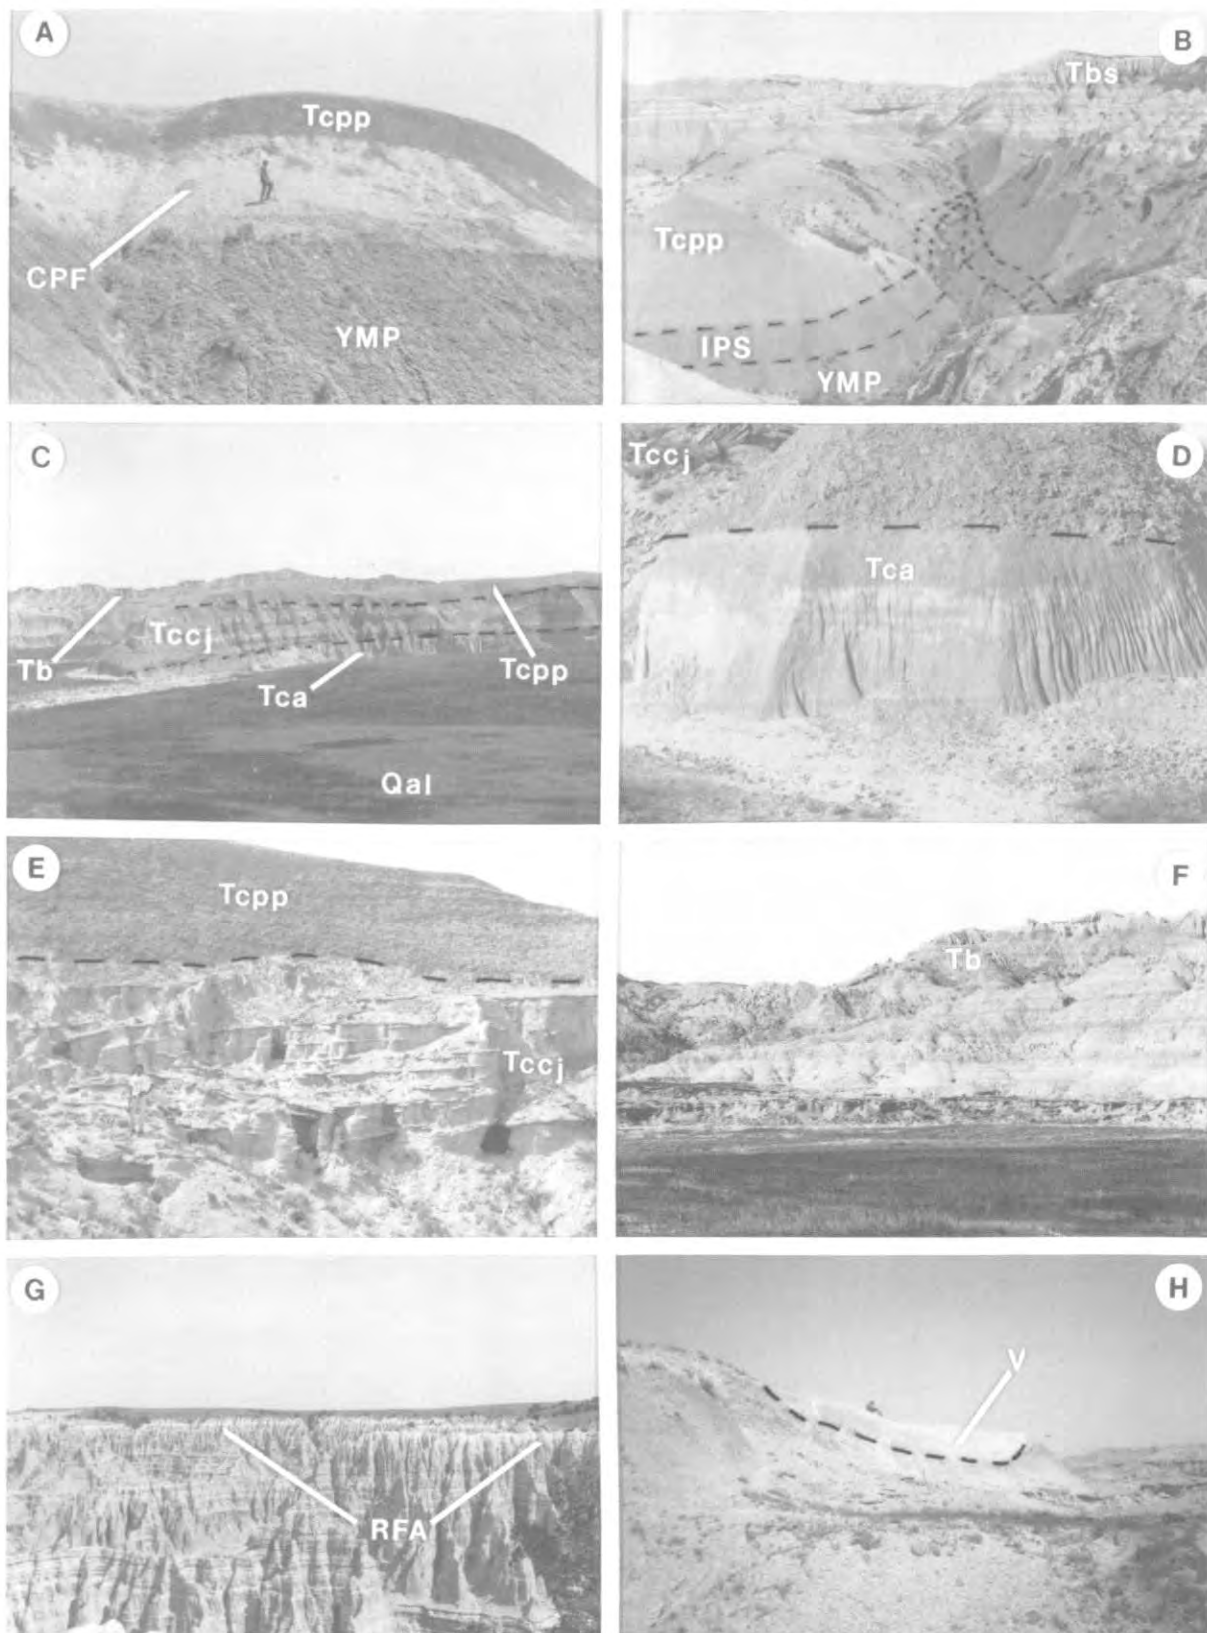 A
Tcpp
CPF
YMP
B
Tbs
Tcpp
IPS
YMP
C
Tccj
Tb
Tcpp
Tca
Qal
D
Tccj
Tca
E
Tcpp
Tccj
F
Tb
G
RFA
H
V